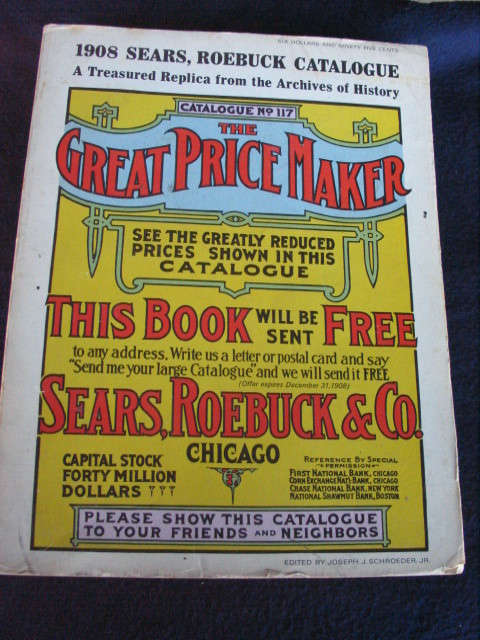 SIX DOLLARS AND NINETY FIVE CENTS
1908 SEARS, ROEBUCK CATALOGUE
A Treasured Replica from the Archives of History
CATALOGUE No 117
THE
GREAT PRICE MAKER
SEE THE GREATLY REDUCED
PRICES SHOWN IN THIS
CATALOGUE
THIS BOOK WILL BE SENT FREE
to any address. Write us a letter or postal card and say
"Send me your large Catalogue" and we will send it FREE
(Offer expires December 31, 1908)
SEARS, ROEBUCK & CO.
CHICAGO
CAPITAL STOCK
FORTY MILLION
DOLLARS
REFERENCE BY SPECIAL
PERMISSION
FIRST NATIONAL BANK, CHICAGO
CORN EXCHANGE NAT'L BANK, CHICAGO
CHASE NATIONAL BANK, NEW YORK
NATIONAL SHAWMUT BANK, BOSTON
PLEASE SHOW THIS CATALOGUE
TO YOUR FRIENDS AND NEIGHBORS
EDITED BY JOSEPH J. SCHROEDER, JR.